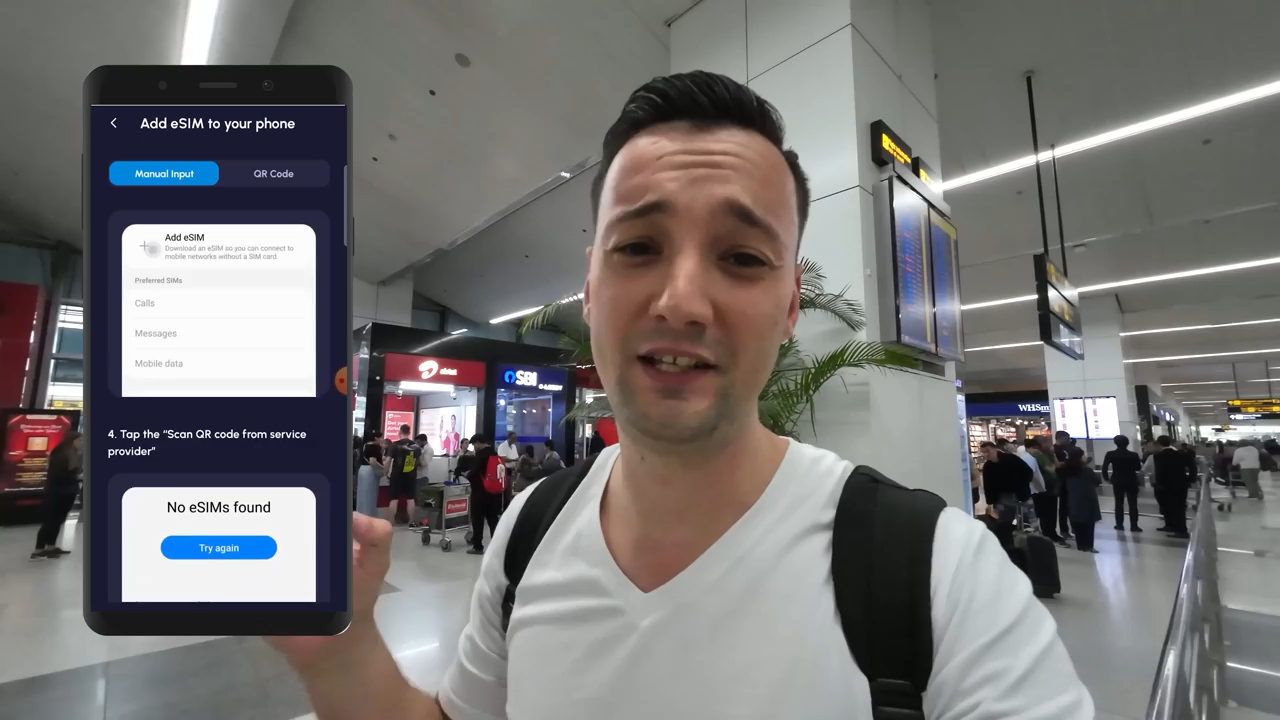 Add eSIM to your phone
Manual Input
QR Code
Add eSIM
Download an eSIM so you can connect to
mobile networks without a SIM card.
Preferred SIMs
Calls
Messages
Mobile data
4. Tap the "Scan QR code from service
provider"
No eSIMs found
Try again
airtel
SBI
WHSm